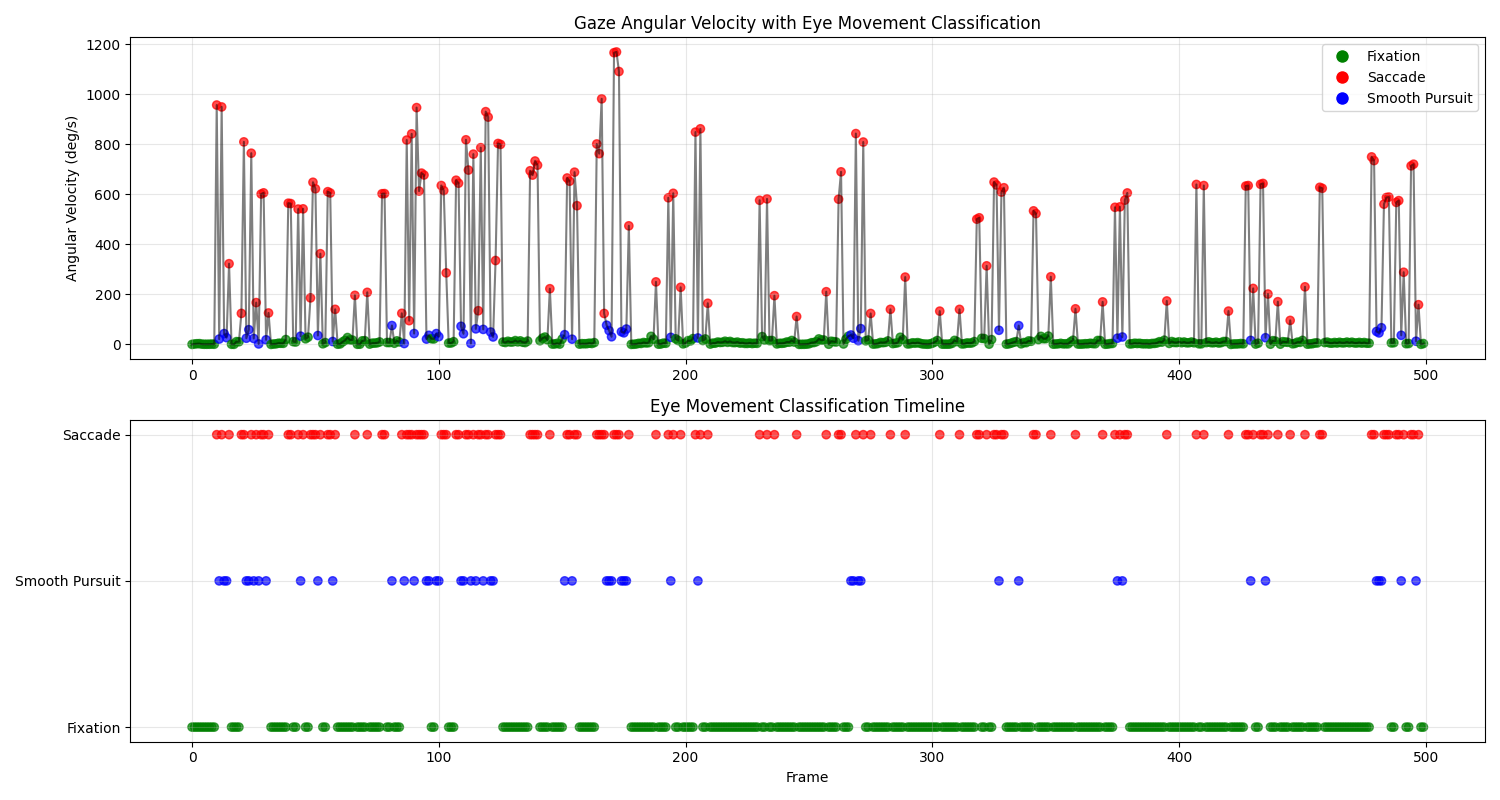 Gaze Angular Velocity with Eye Movement Classification
Angular Velocity (deg/s)
1200
1000
800
600
400
200
0
Fixation
Saccade
Smooth Pursuit
0 100 200 300 400 500
Eye Movement Classification Timeline
Saccade
Smooth Pursuit
Fixation
0 100 200 300 400 500
Frame